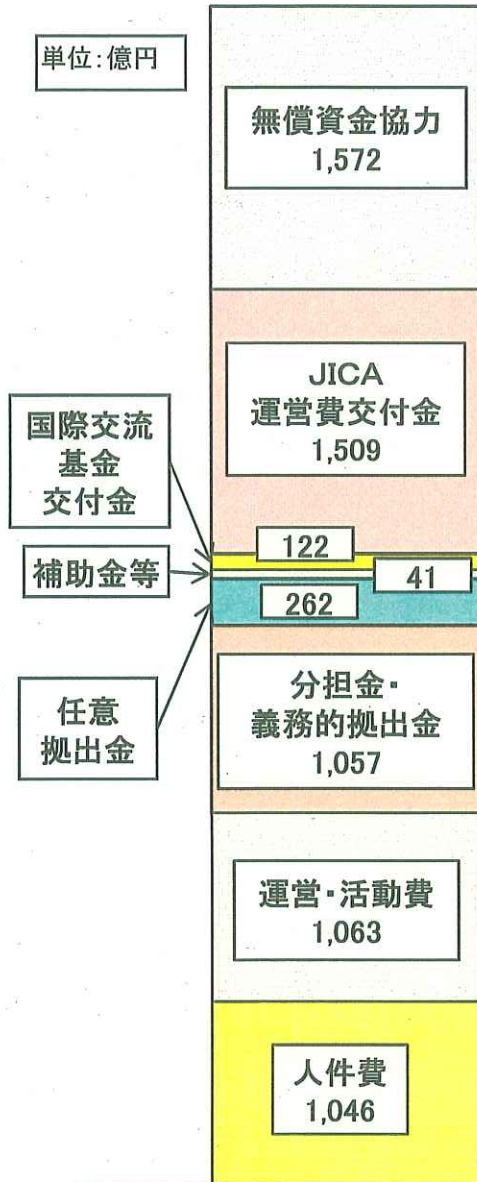 単位:億円
無償資金協力
1,572
JICA
運営費交付金
1,509
国際交流
基金
交付金
122
補助金等
41
262
任意
拠出金
分担金・
義務的拠出金
1,057
運営・活動費
1,063
人件費
1,046